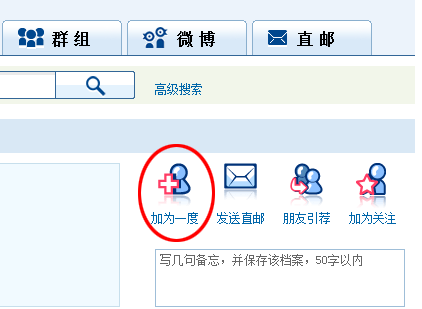 群组 微博 直邮
高级搜索
加为一度 发送直邮 朋友引荐 加为关注
写几句备忘，并保存该档案，50字以内